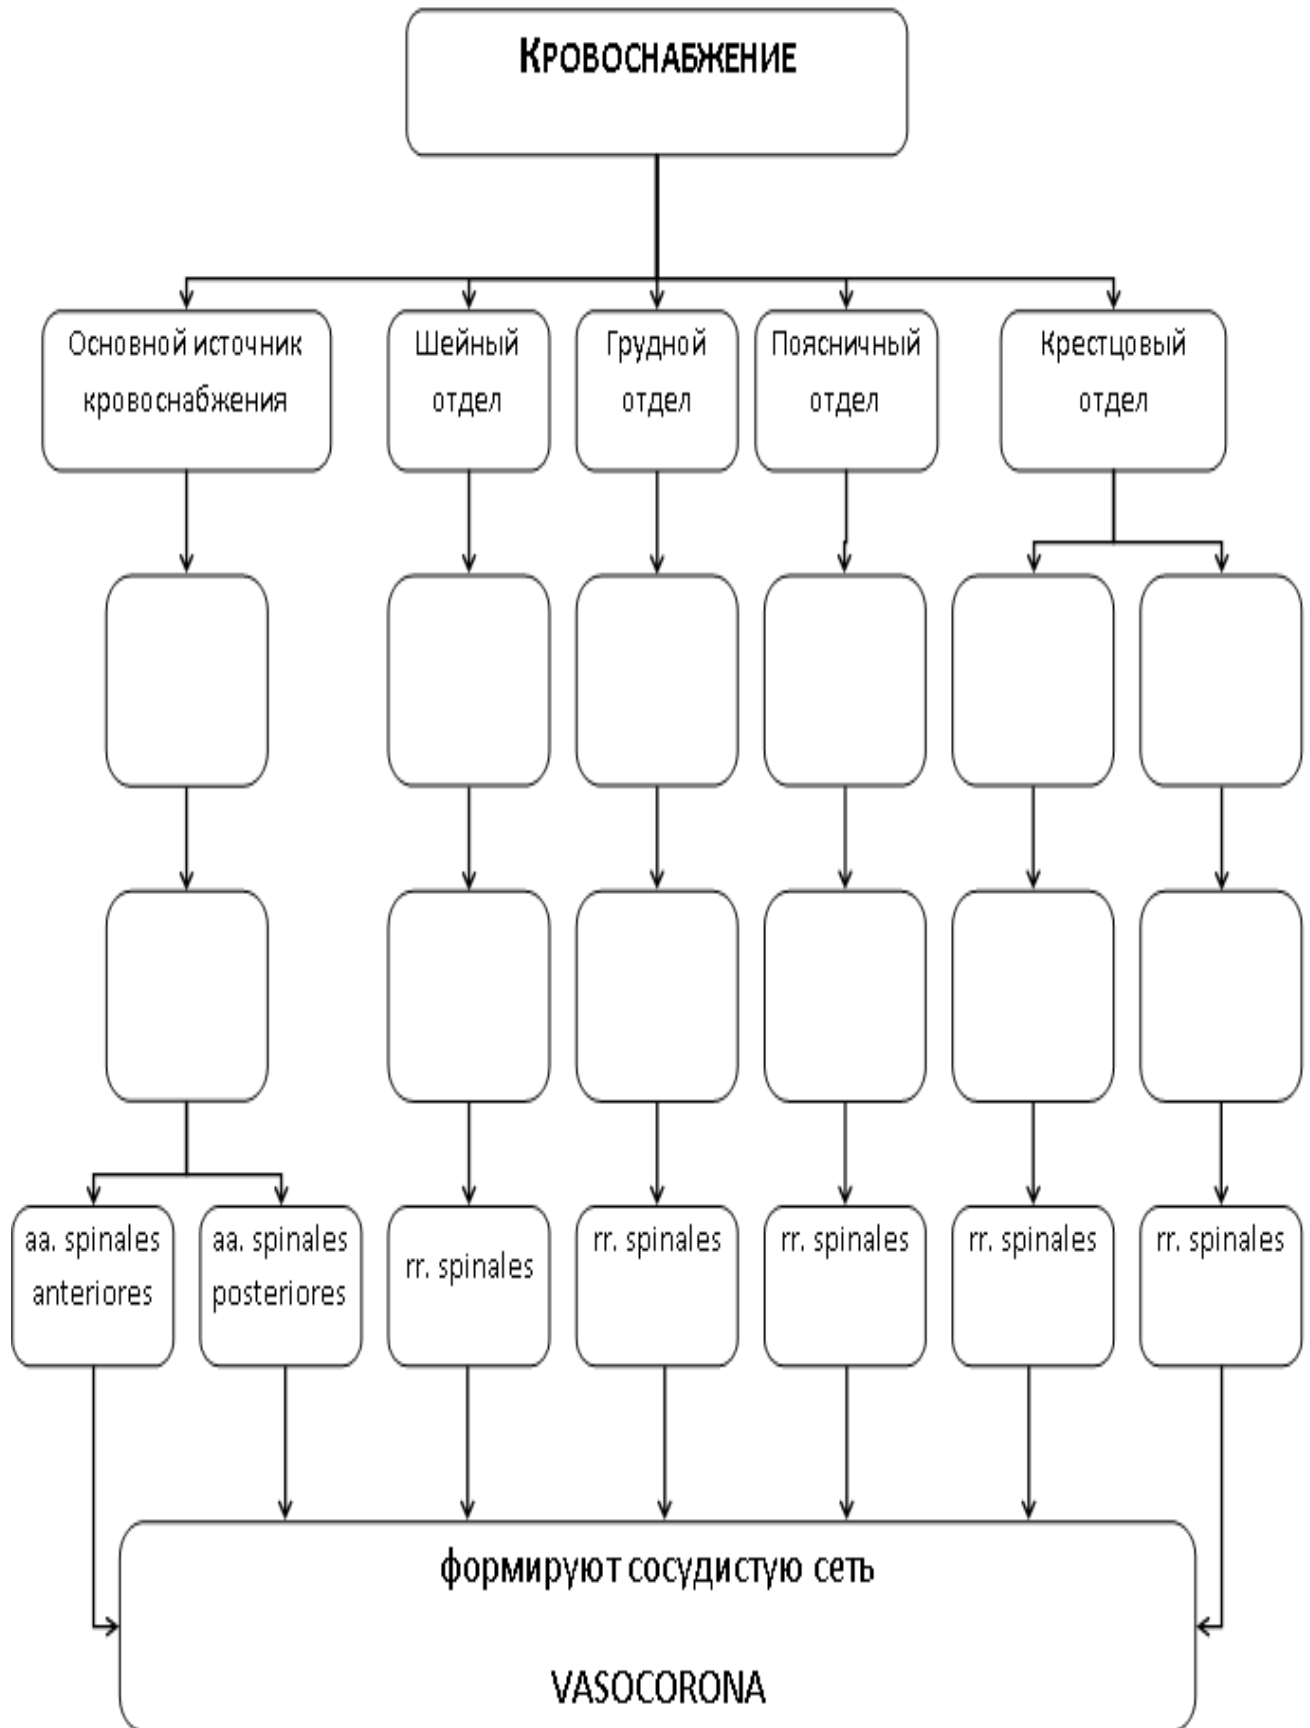 КРОВОСНАБЖЕНИЕ
Основной источник
кровоснабжения
Шейный
отдел
Грудной
отдел
Поясничный
отдел
Крестцовый
отдел
aa. spinales
anteriores
aa. spinales
posteriores
rr. spinales
rr. spinales
rr. spinales
rr. spinales
rr. spinales
формируют сосудистую сеть
VASOCORONA